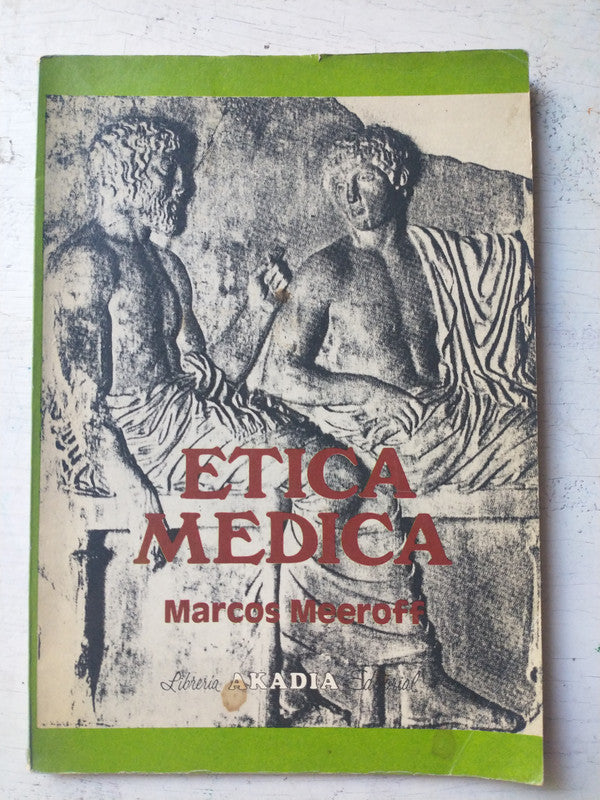 ETICA
MEDICA
Marcos Meeroff
Librería AKADIA Editorial